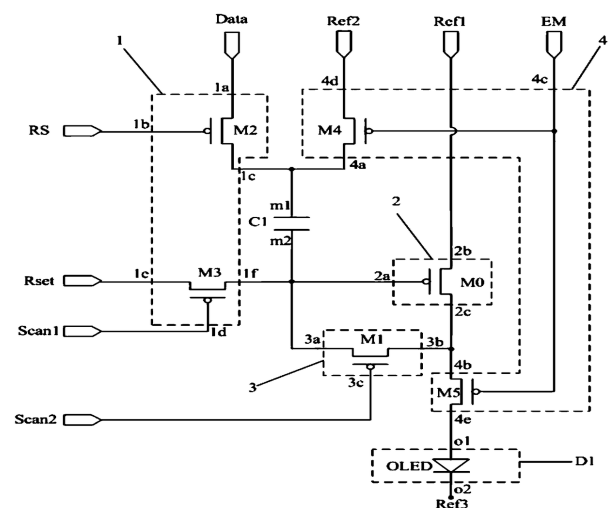 Data Ref2 Ref1 EM
1 4
1a 4d 4c
RS 1b M2 M4
1c 4a
m1
C1 2
m2 2b
Rset 1c M3 1f 2a M0
2c
Scan1 1d 3a M1 3b
4b
3 3c M5
Scan2 4e
o1
OLED D1
o2
Ref3